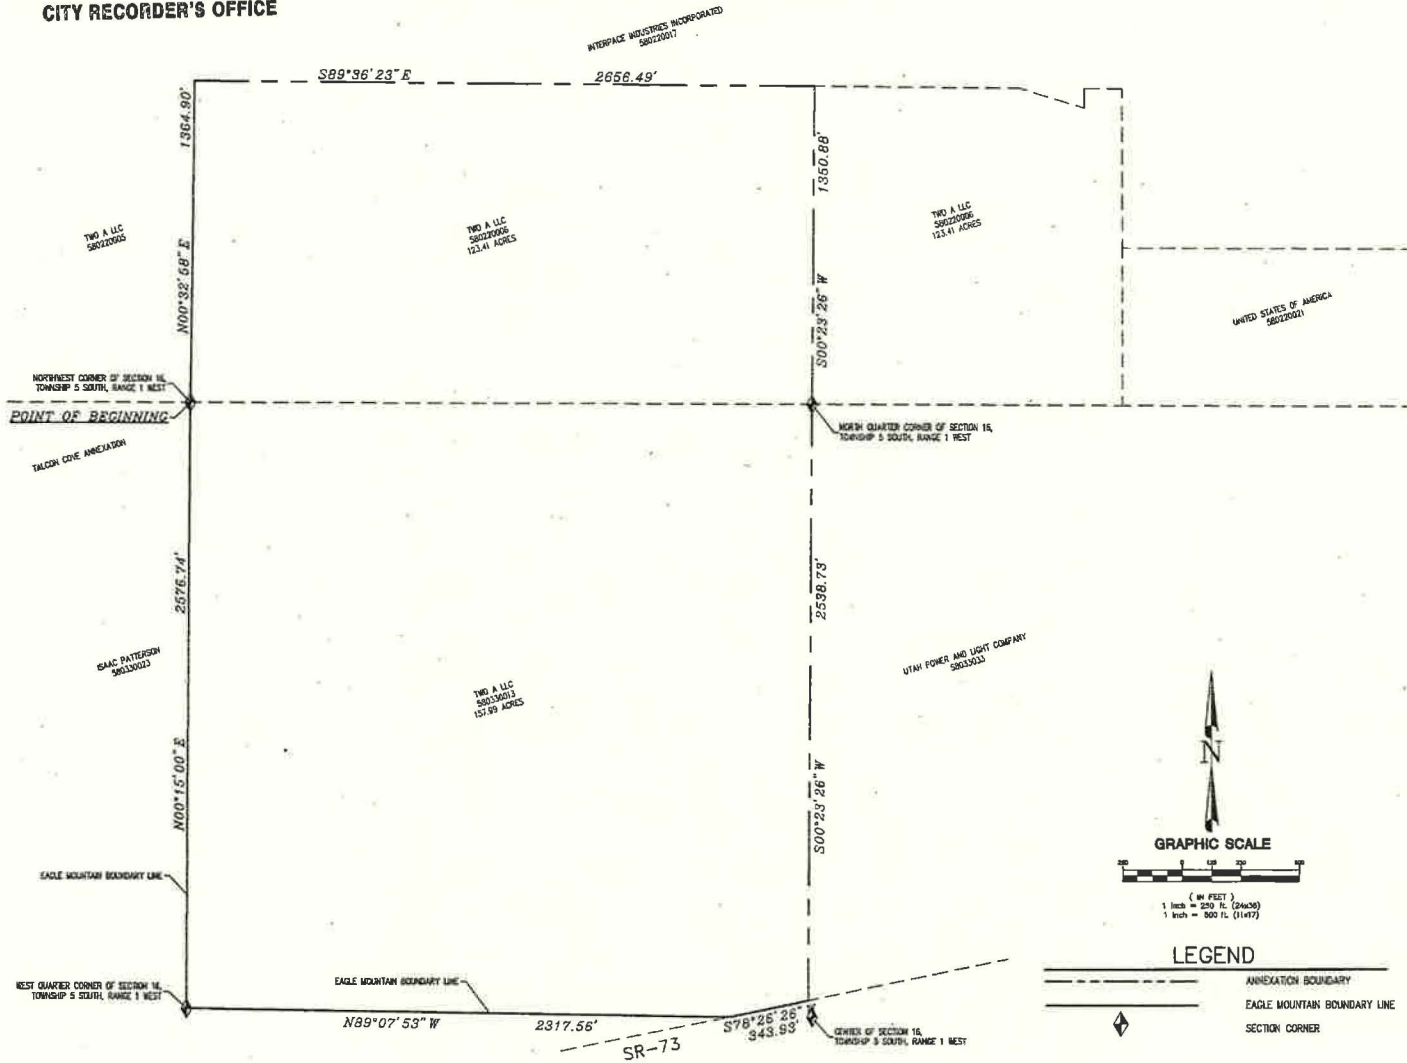 CITY RECORDER'S OFFICE
INTERPACE INDUSTRIES INCORPORATED
580220017
S89°36'23"E
2656.49'
1364.90'
1350.88'
TWO A LLC
580220005
TWO A LLC
580220006
123.41 ACRES
TWO A LLC
580220006
123.41 ACRES
N00°32'58"E
S00°23'26"W
UNITED STATES OF AMERICA
580220021
NORTHWEST CORNER OF SECTION
TOWNSHIP 5 SOUTH, RANGE 1 WEST
POINT OF BEGINNING
NORTH QUARTER CORNER OF SECTION
TOWNSHIP 5 SOUTH, RANGE 1 WEST
COVE ANNEXATION
2576.74'
2538.73'
ISAAC PATTERSON
580330023
TWO A LLC
580330013
157.99 ACRES
UTAH POWER AND LIGHT COMPANY
58033033
N00°15'00"E
S00°23'26"W
N
GRAPHIC SCALE
( IN FEET )
1 inch = 250 ft. (24x36)
1 inch = 500 ft. (11x17)
EAGLE MOUNTAIN BOUNDARY LINE
LEGEND
ANNEXATION BOUNDARY
EAGLE MOUNTAIN BOUNDARY LINE
SECTION CORNER
WEST QUARTER CORNER OF SECTION
TOWNSHIP 5 SOUTH, RANGE 1 WEST
EAGLE MOUNTAIN BOUNDARY LINE
N89°07'53"W
2317.56'
S78°26'26"
343.93'
SR-73
CENTER OF SECTION
TOWNSHIP 5 SOUTH, RANGE 1 WEST